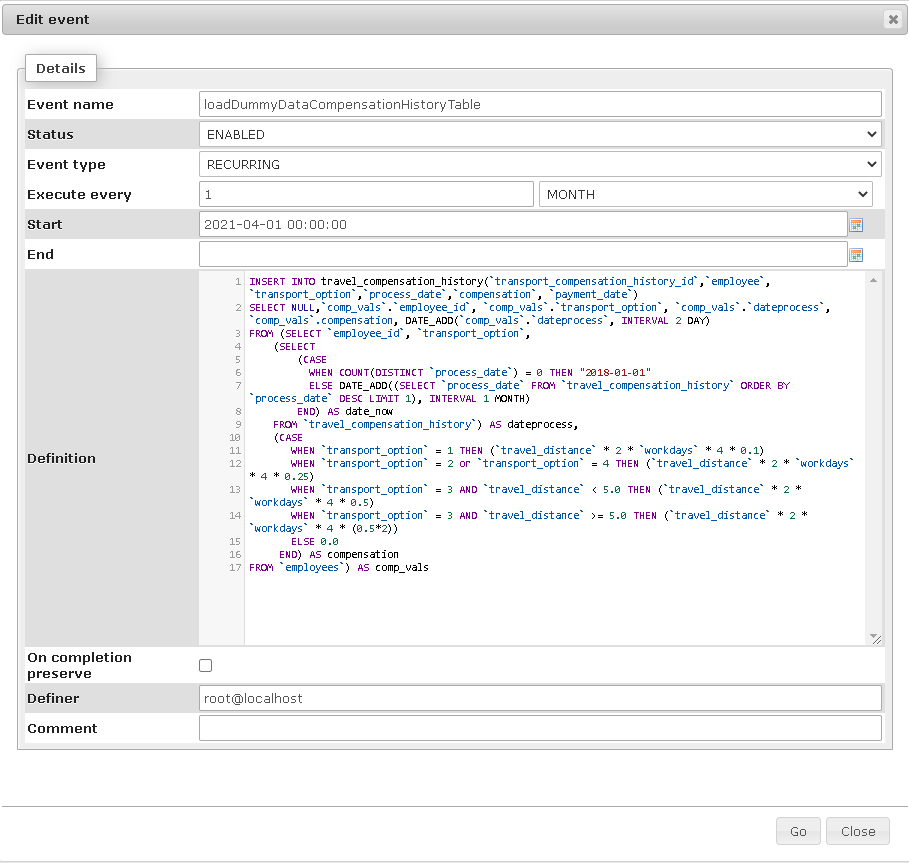 Edit event
Details
Event name loadDummyDataCompensationHistoryTable
Status ENABLED
Event type RECURRING
Execute every 1 MONTH
Start 2021-04-01 00:00:00
End
Definition
1 INSERT INTO travel_compensation_history(`transport_compensation_history_id`,`employee`,
`transport_option`,`process_date`,`compensation`, `payment_date`)
2 SELECT NULL,`comp_vals`.`employee_id`, `comp_vals`.`transport_option`, `comp_vals`.`dateprocess`,
`comp_vals`.compensation, DATE_ADD(`comp_vals`.`dateprocess`, INTERVAL 2 DAY)
3 FROM (SELECT `employee_id`, `transport_option`,
4 (SELECT
5 (CASE
6 WHEN COUNT(DISTINCT `process_date`) = 0 THEN "2018-01-01"
7 ELSE DATE_ADD((SELECT `process_date` FROM `travel_compensation_history` ORDER BY
`process_date` DESC LIMIT 1), INTERVAL 1 MONTH)
8 END) AS date_now
9 FROM `travel_compensation_history`) AS dateprocess,
10 (CASE
11 WHEN `transport_option` = 1 THEN (`travel_distance` * 2 * `workdays` * 4 * 0.1)
12 WHEN `transport_option` = 2 or `transport_option` = 4 THEN (`travel_distance` * 2 * `workdays`
* 4 * 0.25)
13 WHEN `transport_option` = 3 AND `travel_distance` < 5.0 THEN (`travel_distance` * 2 *
`workdays` * 4 * 0.5)
14 WHEN `transport_option` = 3 AND `travel_distance` >= 5.0 THEN (`travel_distance` * 2 *
`workdays` * 4 * (0.5*2))
15 ELSE 0.0
16 END) AS compensation
17 FROM `employees`) AS comp_vals
On completion
preserve
Definer root@localhost
Comment
Go Close